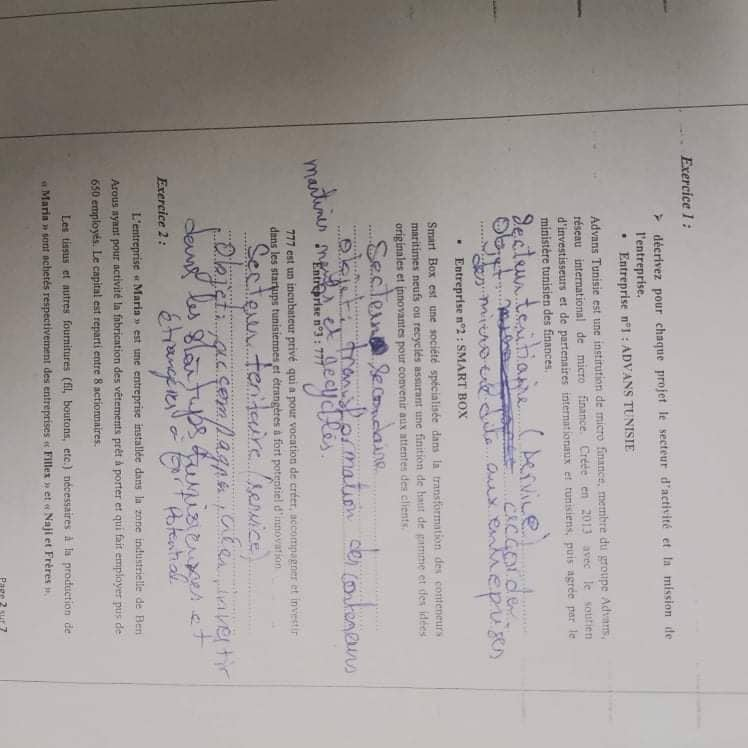 Exercice 1 :
➢ décrivez pour chaque projet le secteur d'activité et la mission de
l'entreprise.
• Entreprise n°1 : ADVANS TUNISIE
Advans Tunisie est une institution de micro finance, membre du groupe Advans,
réseau international de micro finance. Créée en 2013 avec le soutien
d'investisseurs et de partenaires internationaux et tunisiens, puis agrée par le
ministère tunisien des finances.
Secteur teritiaire (service)
Objet accorder
des micro crédits aux entreprises
• Entreprise n°2 : SMART BOX
Smart Box est une société spécialisée dans la transformation des conteneurs
maritimes neufs ou recyclés assurant une finition de haut de gamme et des idées
originales et innovantes pour convenir aux attentes des clients.
Secteur secondaire
objet : transformation des conteneurs
maritimes neufs et recyclés
• Entreprise n°3 : 777
777 est un incubateur privé qui a pour vocation de créer, accompagner et investir
dans les startups tunisiennes et étrangères à fort potentiel d'innovation
Secteur teritaire (service)
Objet : accompagner, créer, investir
dans les startups tunisiennes et
étrangères à fort Potentiel
Exercice 2 :
L'entreprise « Maria » est une entreprise installée dans la zone industrielle de Ben
Arous ayant pour activité la fabrication des vêtements prêt à porter et qui fait employer pus de
650 employés. Le capital est reparti entre 8 actionnaires.
Les tissus et autres fournitures (fil, boutons, etc.) nécessaires à la production de
« Maria » sont achetés respectivement des entreprises « Fillex » et « Naji et Frères ».
Page 2 sur 7